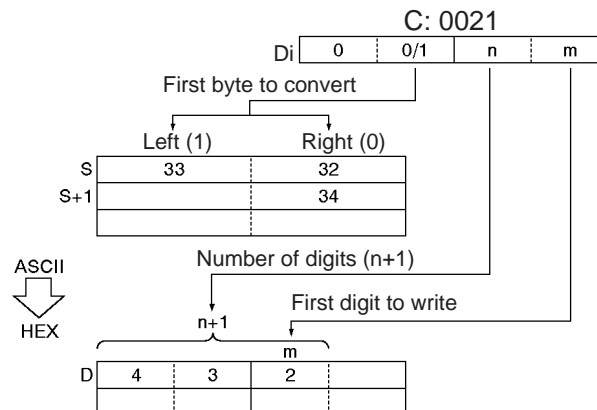 C: 0021
Di 0 0/1 n m
First byte to convert
Left (1) Right (0)
S 33 32
S+1 34
Number of digits (n+1)
ASCII
First digit to write
HEX
n+1
m
D 4 3 2